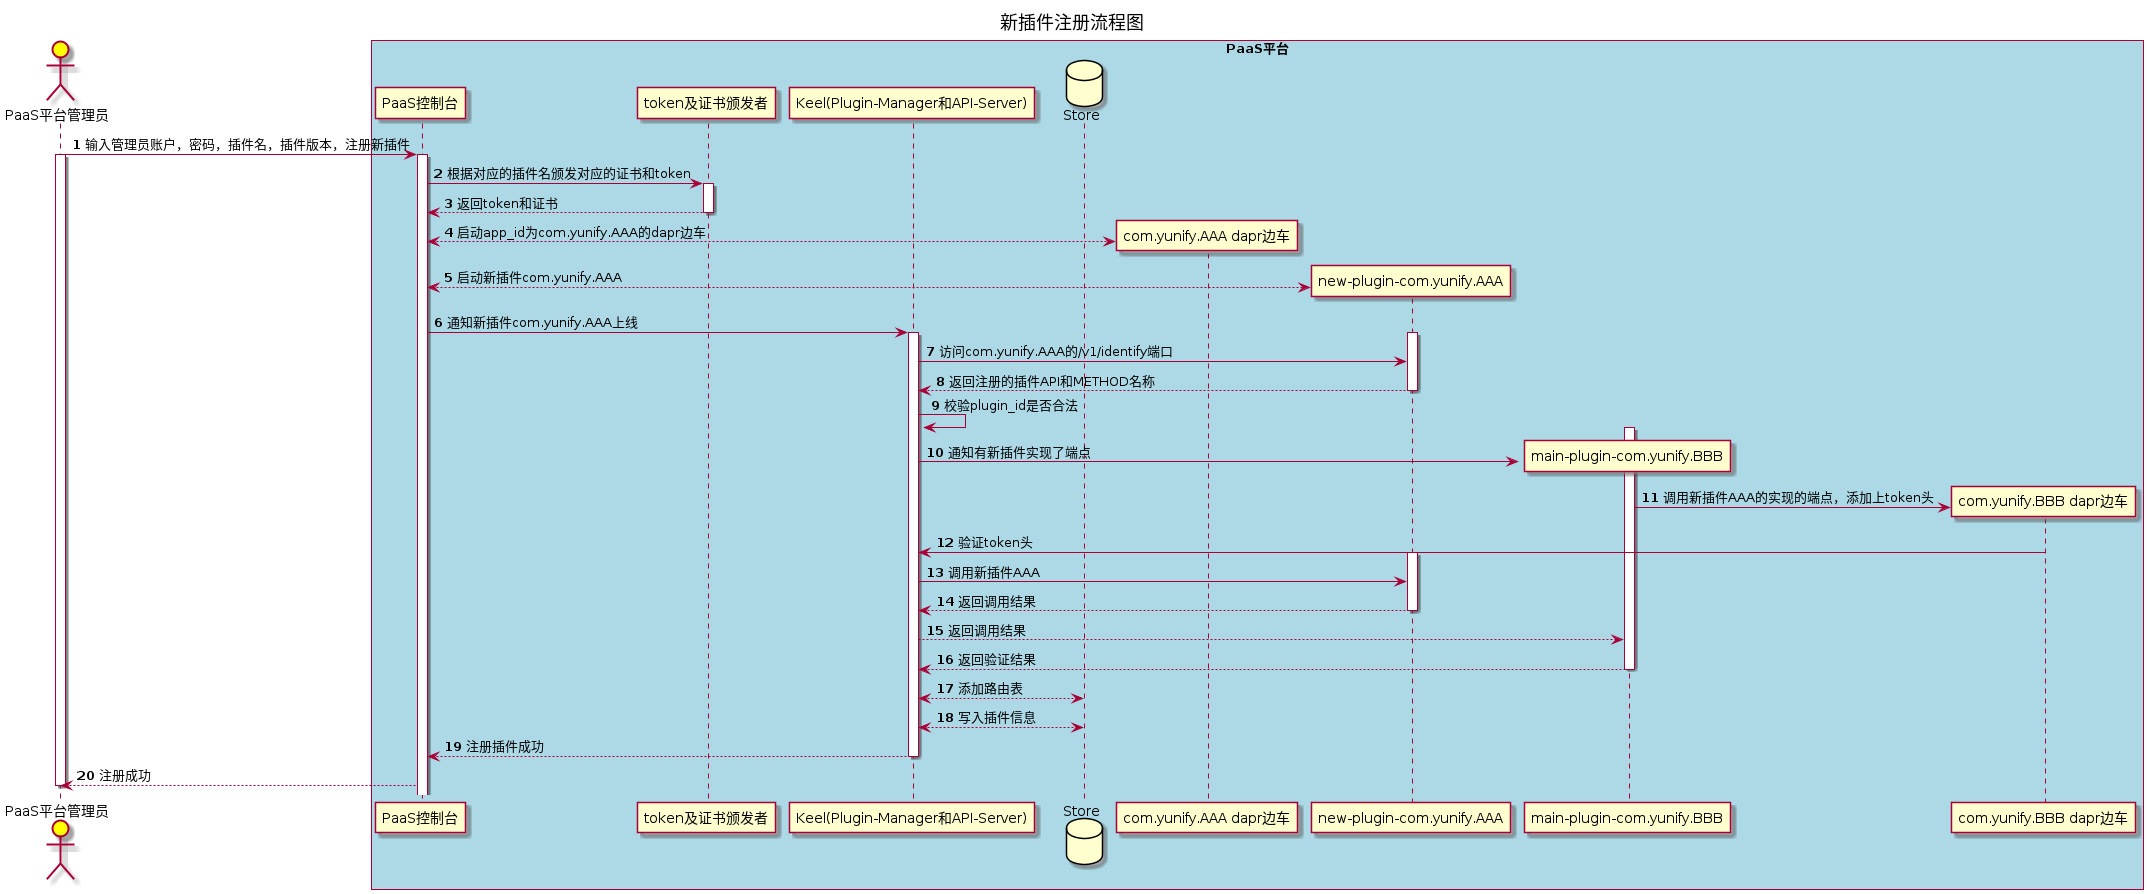 新插件注册流程图
PaaS平台
PaaS平台管理员
PaaS控制台
token及证书颁发者
Keel(Plugin-Manager和API-Server)
Store
1 输入管理员账户，密码，插件名，插件版本，注册新插件
2 根据对应的插件名颁发对应的证书和token
3 返回token和证书
4 启动app_id为com.yunify.AAA的dapr边车
com.yunify.AAA dapr边车
5 启动新插件com.yunify.AAA
new-plugin-com.yunify.AAA
6 通知新插件com.yunify.AAA上线
7 访问com.yunify.AAA的/v1/identify端口
8 返回注册的插件API和METHOD名称
9 校验plugin_id是否合法
10 通知有新插件实现了端点
main-plugin-com.yunify.BBB
11 调用新插件AAA的实现的端点，添加上token头
com.yunify.BBB dapr边车
12 验证token头
13 调用新插件AAA
14 返回调用结果
15 返回调用结果
16 返回验证结果
17 添加路由表
18 写入插件信息
19 注册插件成功
20 注册成功
PaaS平台管理员
PaaS控制台
token及证书颁发者
Keel(Plugin-Manager和API-Server)
Store
com.yunify.AAA dapr边车
new-plugin-com.yunify.AAA
main-plugin-com.yunify.BBB
com.yunify.BBB dapr边车